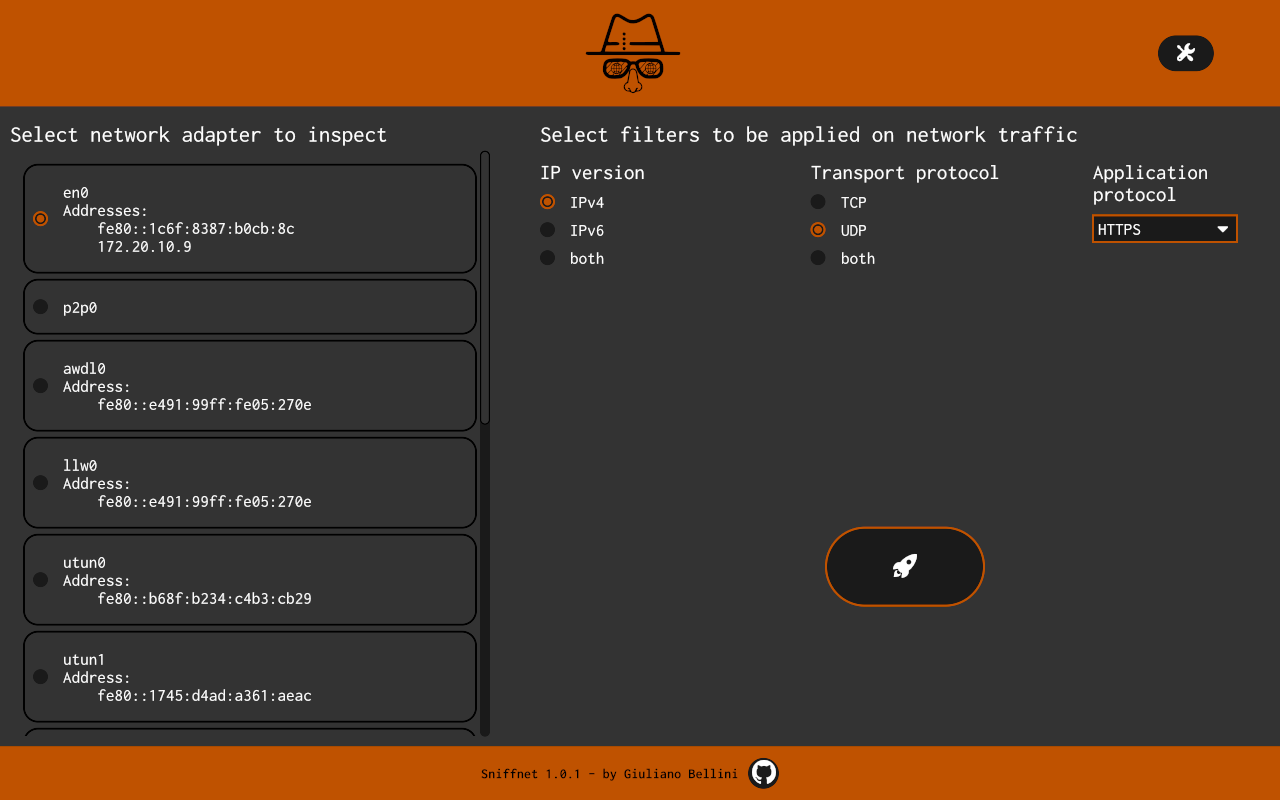 Select network adapter to inspect
en0
Addresses:
fe80::1c6f:8387:b0cb:8c
172.20.10.9
p2p0
awdl0
Address:
fe80::e491:99ff:fe05:270e
llw0
Address:
fe80::e491:99ff:fe05:270e
utun0
Address:
fe80::b68f:b234:c4b3:cb29
utun1
Address:
fe80::1745:d4ad:a361:aeac
Select filters to be applied on network traffic
IP version
IPv4
IPv6
both
Transport protocol
TCP
UDP
both
Application
protocol
HTTPS
Sniffnet 1.0.1 - by Giuliano Bellini